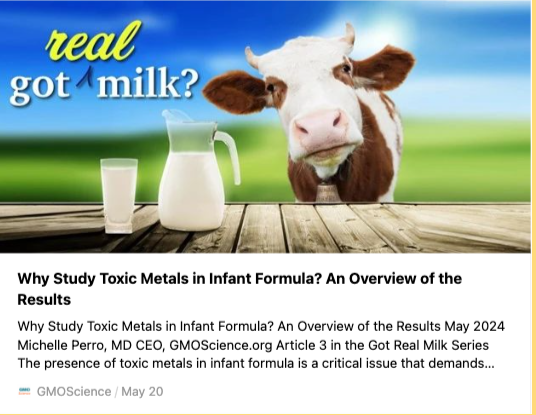 real
got milk?
Why Study Toxic Metals in Infant Formula? An Overview of the
Results
Why Study Toxic Metals in Infant Formula? An Overview of the Results May 2024
Michelle Perro, MD CEO, GMOScience.org Article 3 in the Got Real Milk Series
The presence of toxic metals in infant formula is a critical issue that demands...
GMOScience / May 20